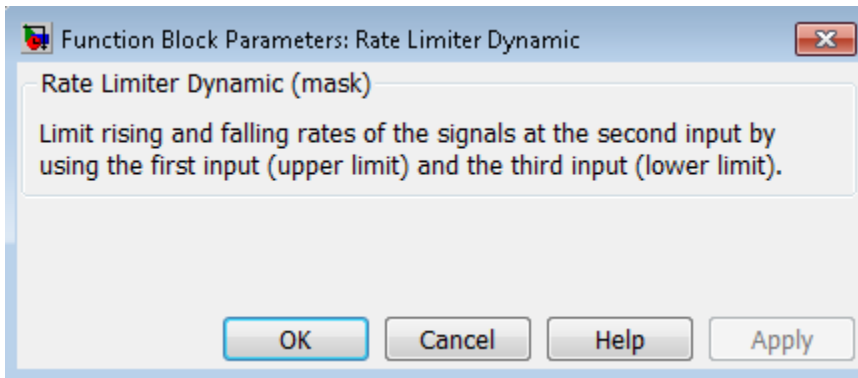 Function Block Parameters: Rate Limiter Dynamic
Rate Limiter Dynamic (mask)
Limit rising and falling rates of the signals at the second input by
using the first input (upper limit) and the third input (lower limit).
OK
Cancel
Help
Apply